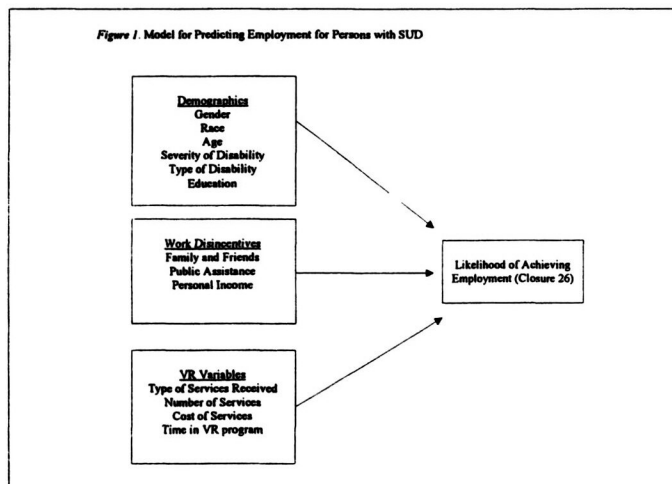 Figure 1. Model for Predicting Employment for Persons with SUD
Demographics
Gender
Race
Age
Severity of Disability
Type of Disability
Education
Work Disincentives
Family and Friends
Public Assistance
Personal Income
Likelihood of Achieving
Employment (Closure 26)
VR Variables
Type of Services Received
Number of Services
Cost of Services
Time in VR program